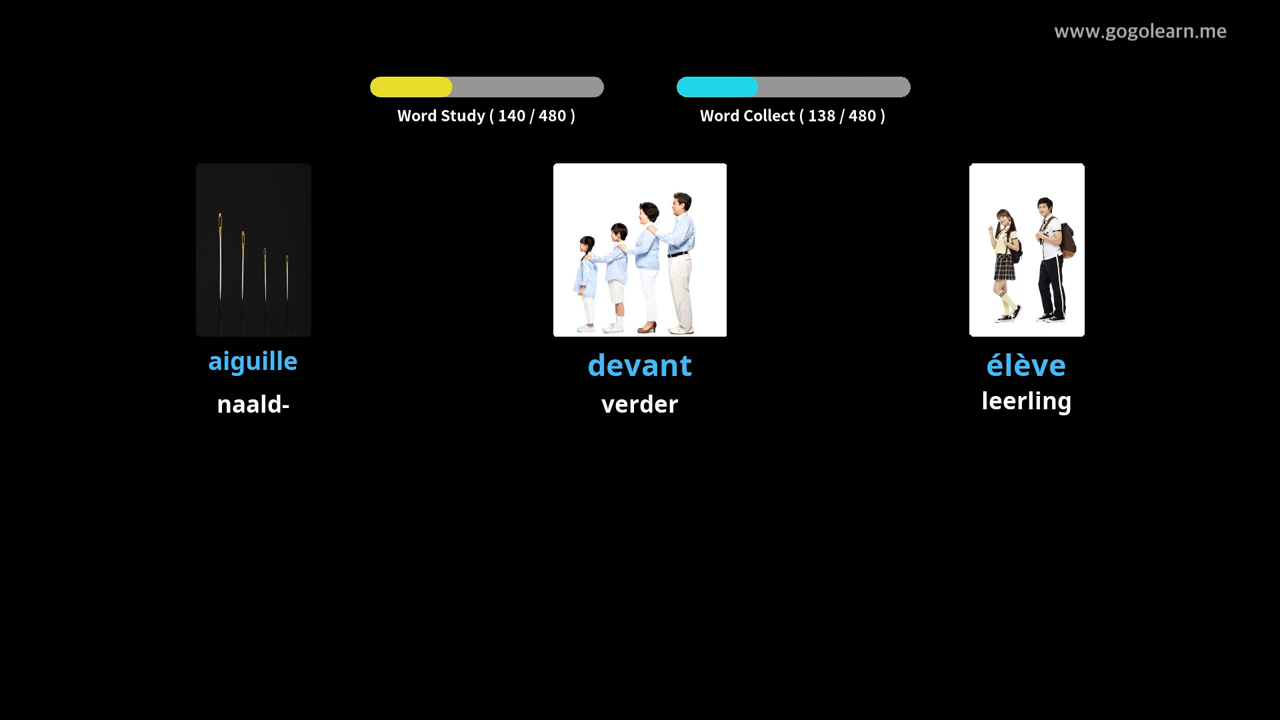 www.gogolearn.me
Word Study ( 140 / 480 )
Word Collect ( 138 / 480 )
aiguille
naald-
devant
verder
élève
leerling